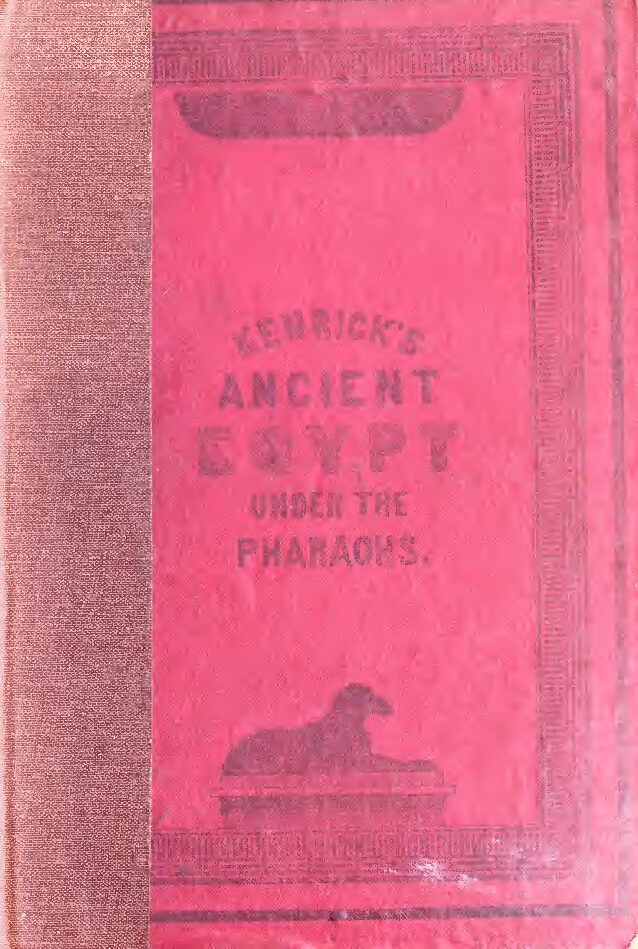 KENRICK'S
ANCIENT
EGYPT
UNDER THE
PHARAOHS.